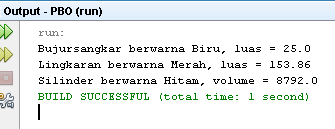 Output - PBO (run)
run:
Bujursangkar berwarna Biru, luas = 25.0
Lingkaran berwarna Merah, luas = 153.86
Silinder berwarna Hitam, volume = 8792.0
BUILD SUCCESSFUL (total time: 1 second)